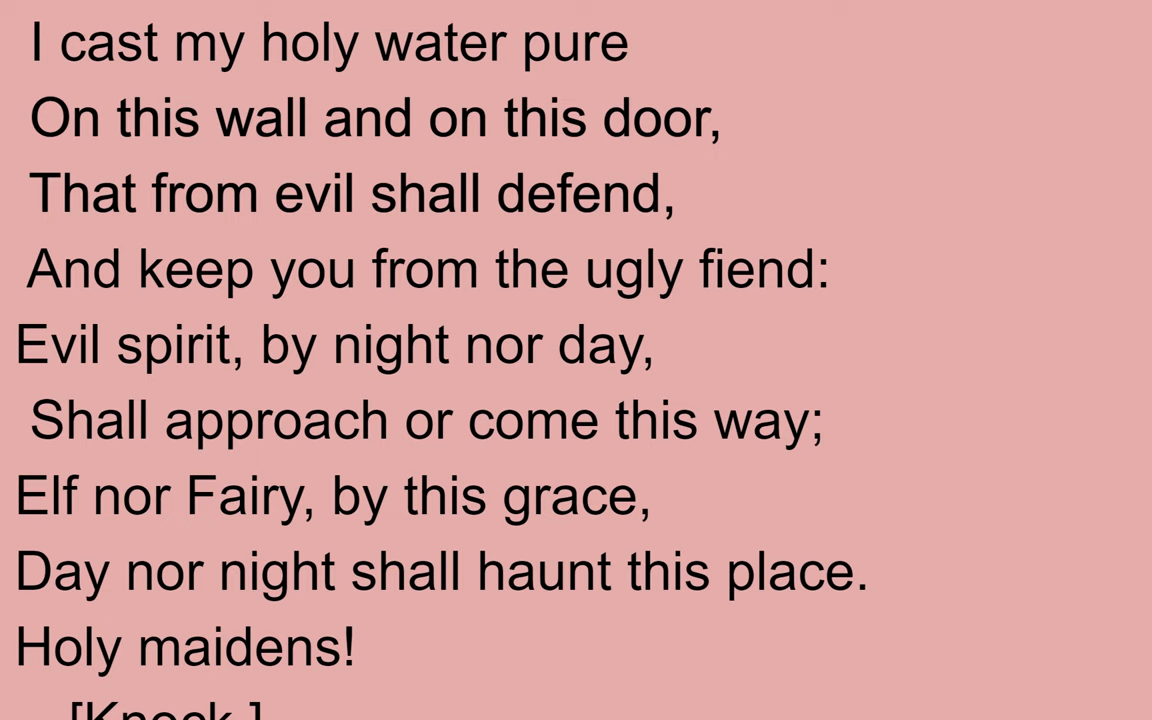 I cast my holy water pure
On this wall and on this door,
That from evil shall defend,
And keep you from the ugly fiend:
Evil spirit, by night nor day,
Shall approach or come this way;
Elf nor Fairy, by this grace,
Day nor night shall haunt this place.
Holy maidens!
[Knock.]